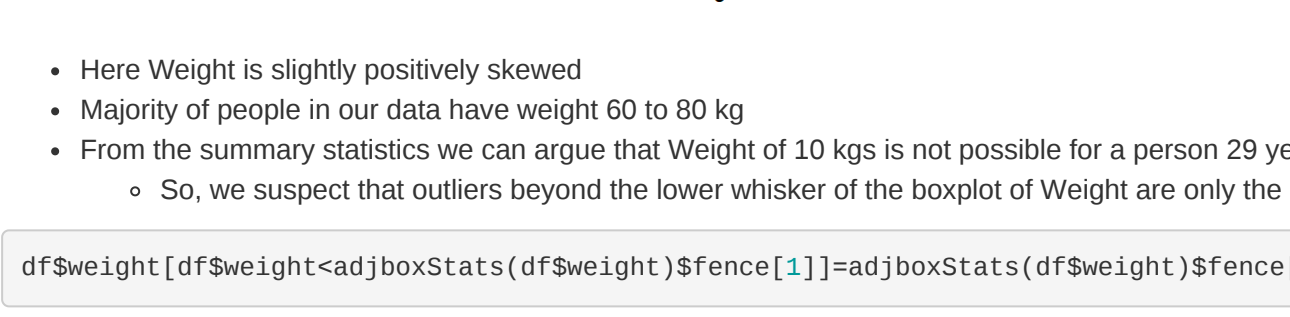 Here Weight is slightly positively skewed
Majority of people in our data have weight 60 to 80 kg
From the summary statistics we can argue that Weight of 10 kgs is not possible for a person 29 ye
So, we suspect that outliers beyond the lower whisker of the boxplot of Weight are only the
df$weight[df$weight<adjboxStats(df$weight)$fence[1]]=adjboxStats(df$weight)$fence[